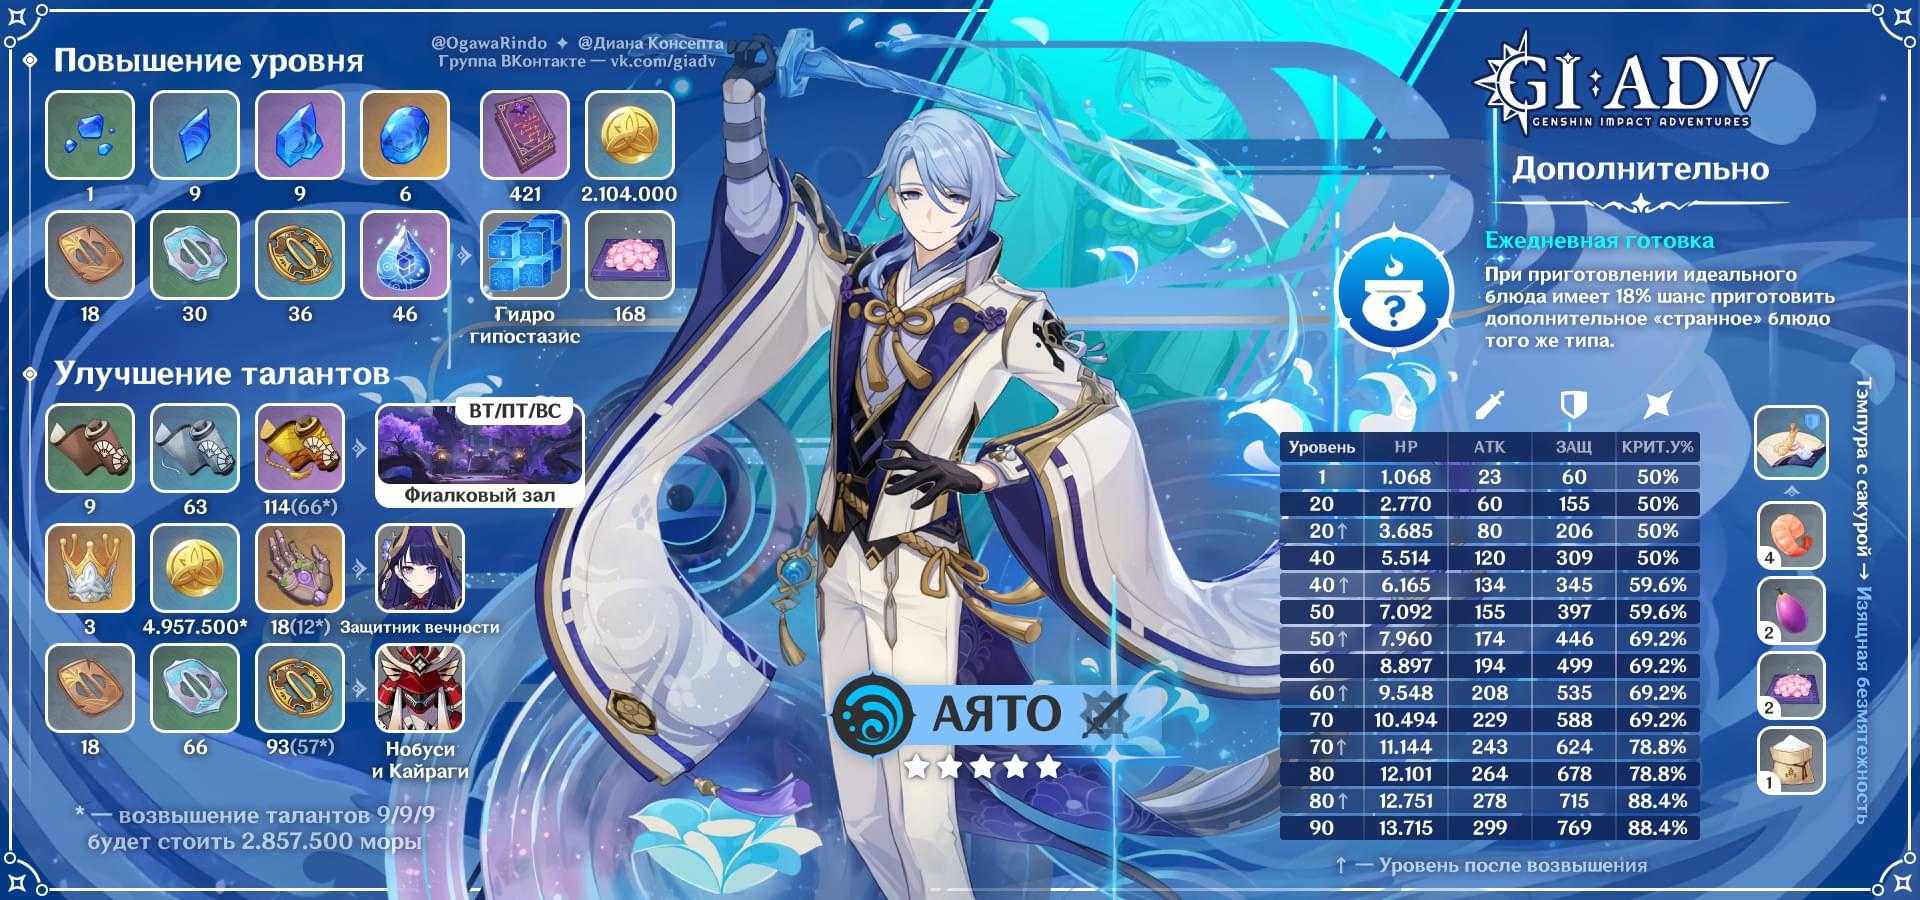 Повышение уровня
@OgawaRindo ✦ @Диана Консепта
Группа ВКонтакте — vk.com/giadv
1 9 9 6 421 2.104.000
18 30 36 46 Гидро гипостазис 168
Улучшение талантов
ВТ/ПТ/ВС
Фиалковый зал
9 63 114(66*)
3 4.957.500* 18(12*) Защитник вечности
18 66 93(57*) Нобуси
и Кайраги
* — возвышение талантов 9/9/9
будет стоить 2.857.500 моры
АЯТО
GI ADV
GENSHIN IMPACT ADVENTURES
Дополнительно
Ежедневная готовка
При приготовлении идеального
блюда имеет 18% шанс приготовить
дополнительное «странное» блюдо
того же типа.
?
Уровень HP АТК ЗАЩ КРИТ.У%
1 1.068 23 60 50%
20 2.770 60 155 50%
20↑ 3.685 80 206 50%
40 5.514 120 309 50%
40↑ 6.165 134 345 59.6%
50 7.092 155 397 59.6%
50↑ 7.960 174 446 69.2%
60 8.897 194 499 69.2%
60↑ 9.548 208 535 69.2%
70 10.494 229 588 69.2%
70↑ 11.144 243 624 78.8%
80 12.101 264 678 78.8%
80↑ 12.751 278 715 88.4%
90 13.715 299 769 88.4%
↑ — Уровень после возвышения
4
2
2
1
Тэмпура с сакурой → Изящная безмятежность